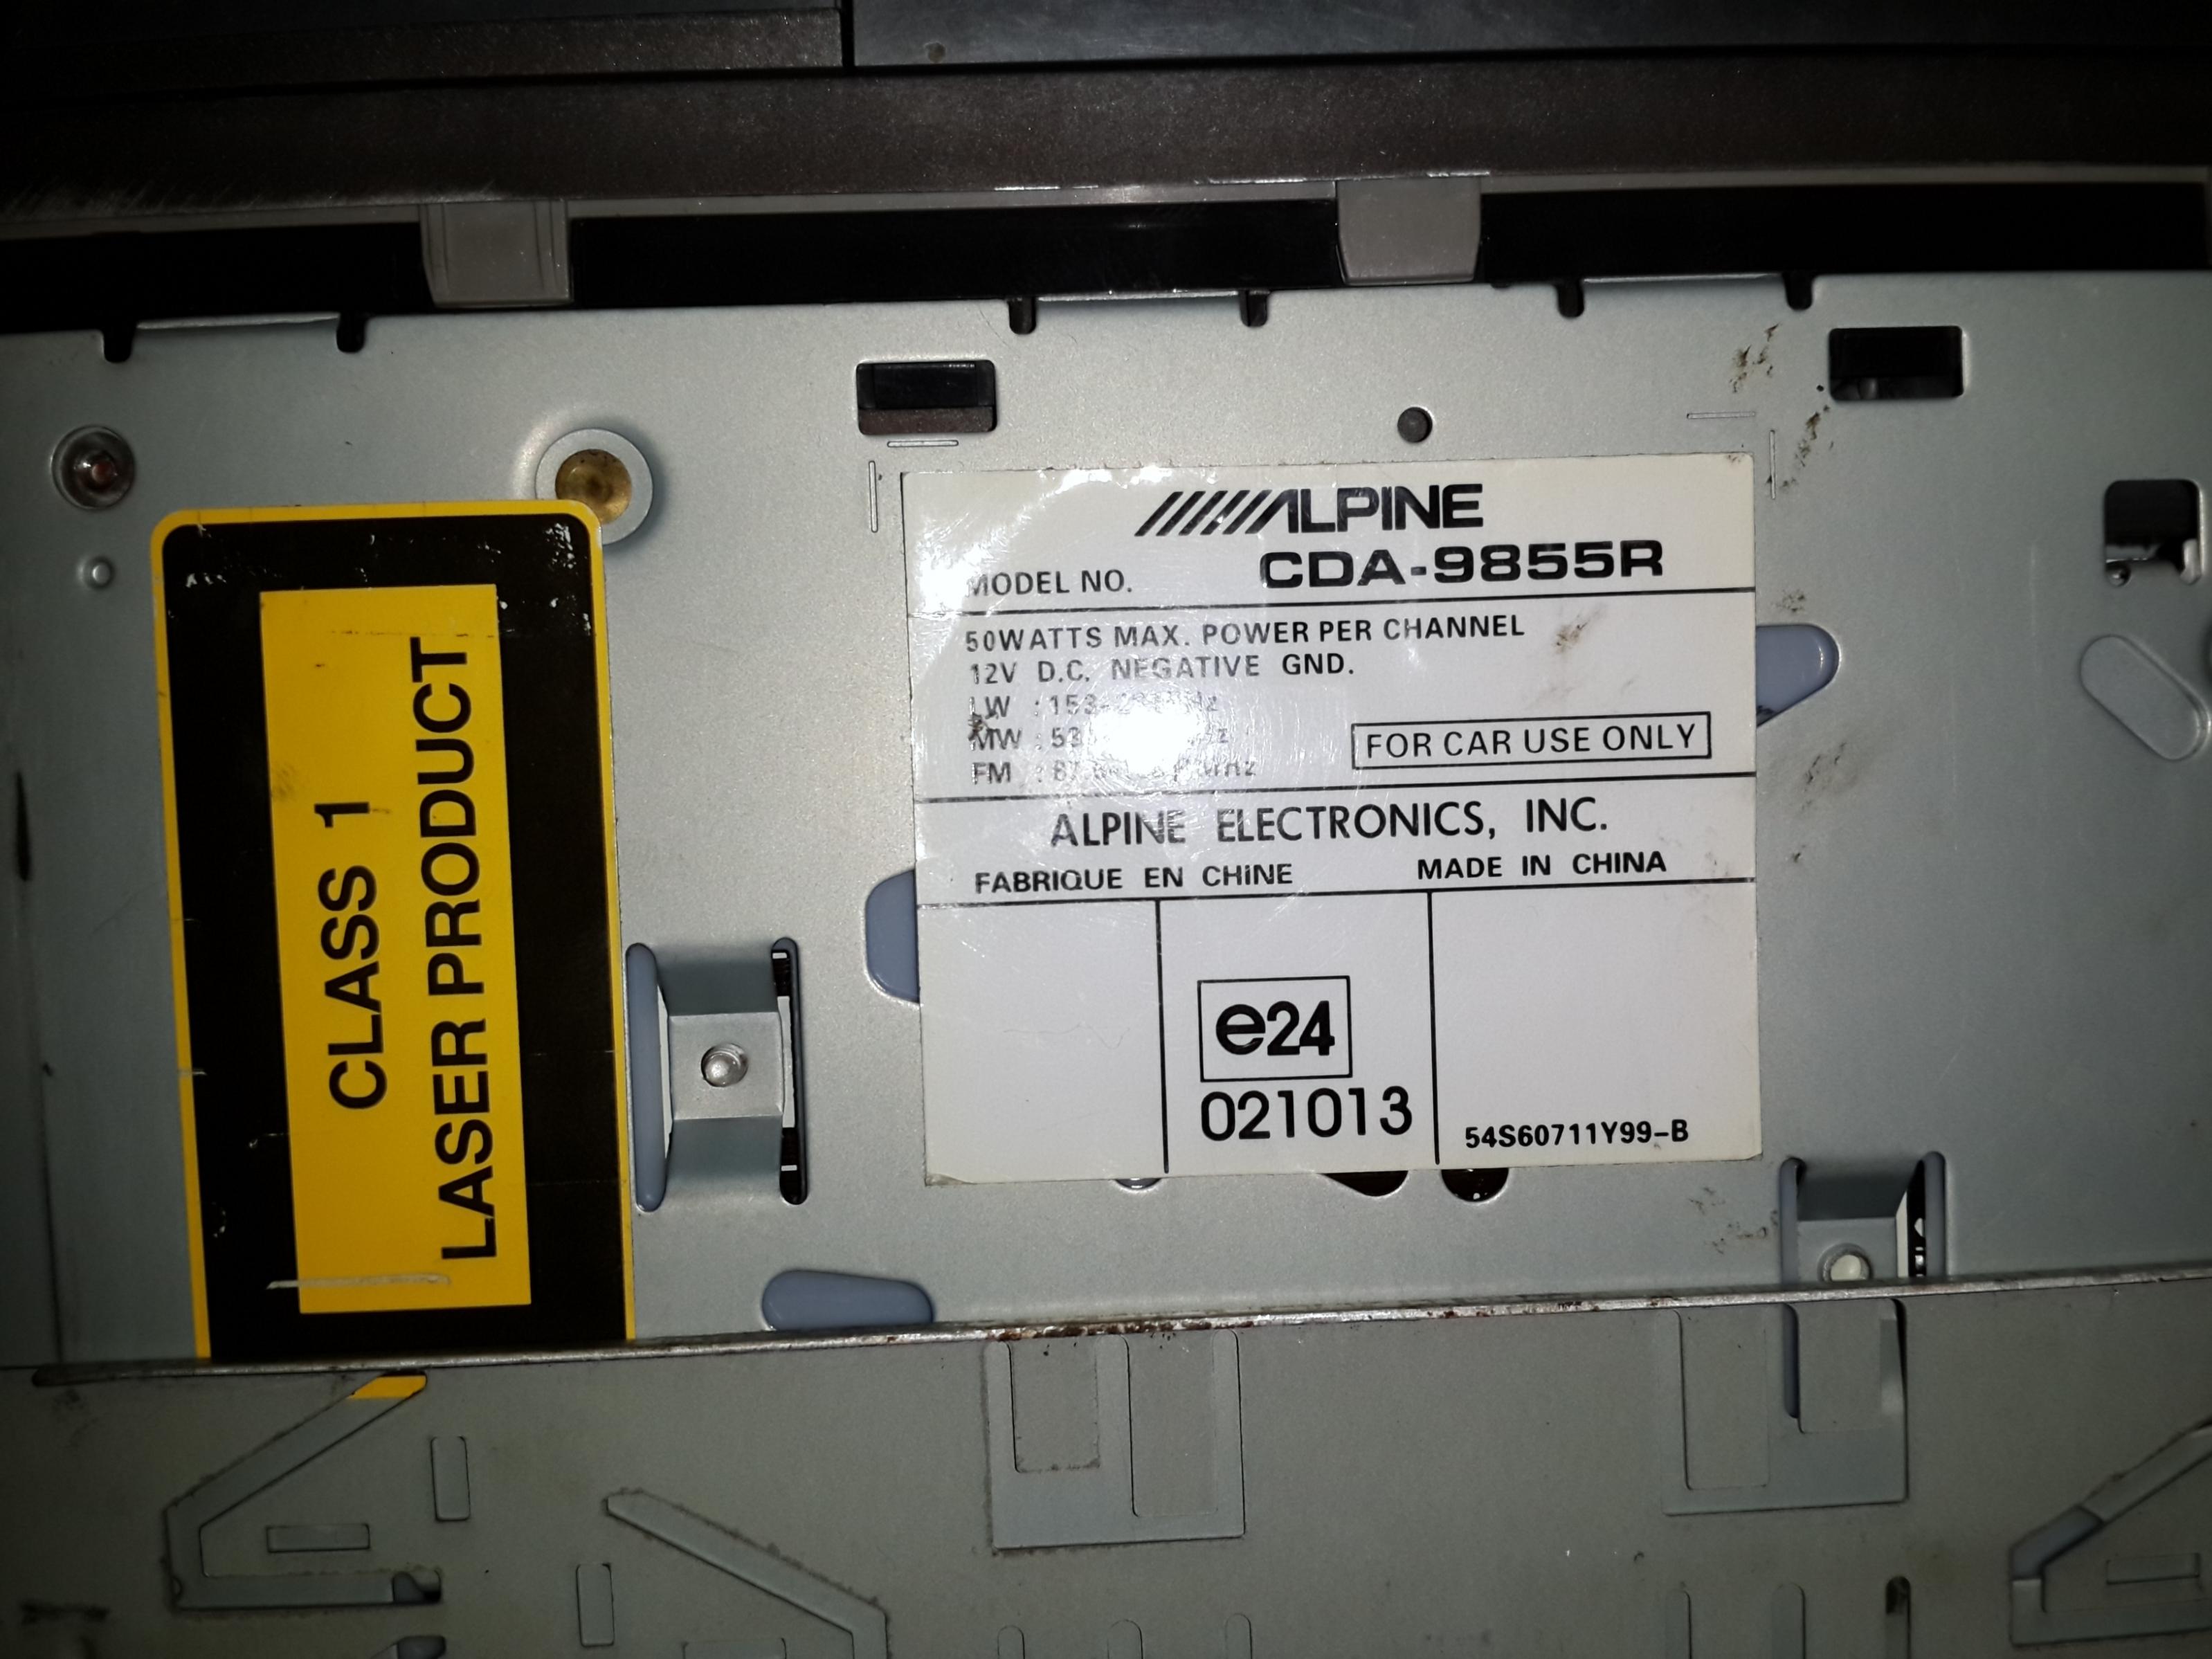 CLASS 1
LASER PRODUCT
ALPINE
MODEL NO. CDA-9855R
50WATTS MAX. POWER PER CHANNEL
12V D.C. NEGATIVE GND.
LW :
MW :
FM :
FOR CAR USE ONLY
ALPINE ELECTRONICS, INC.
FABRIQUE EN CHINE MADE IN CHINA
e24
021013
54S60711Y99-B